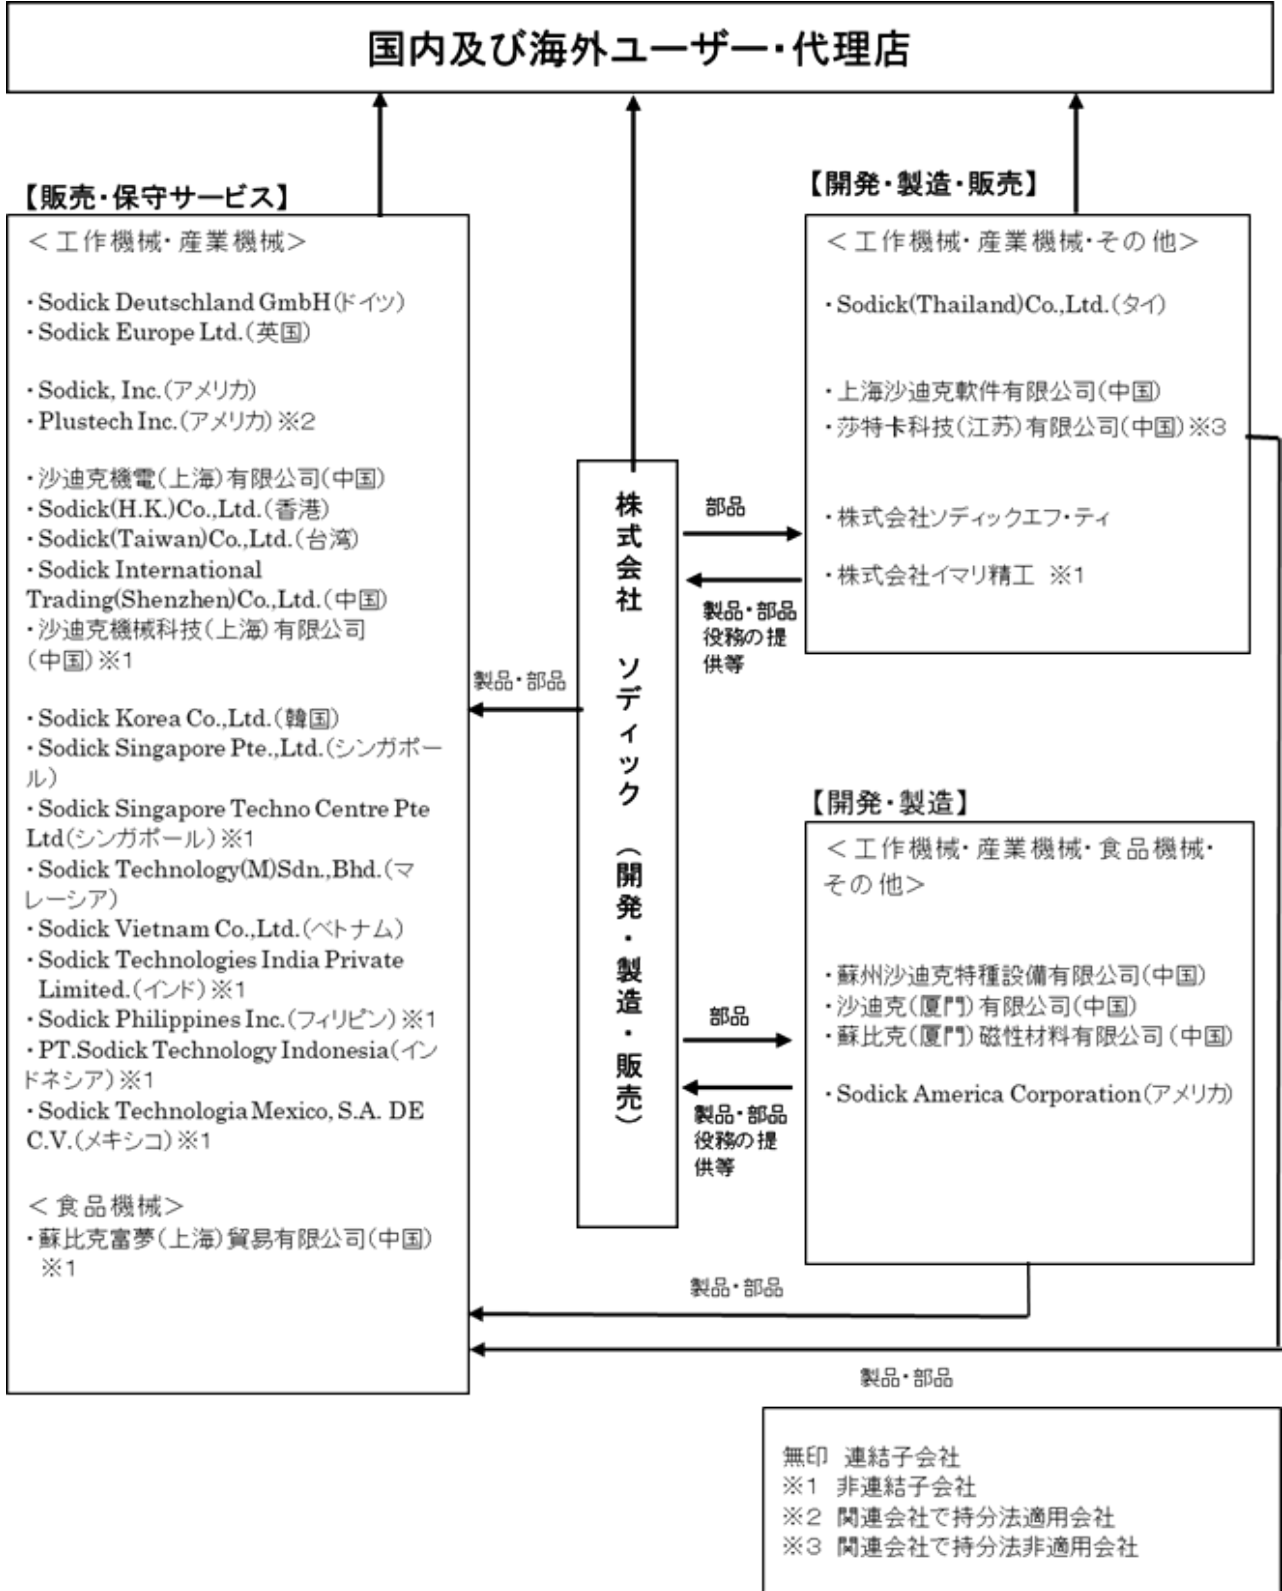 国内及び海外ユーザー・代理店
【販売・保守サービス】
＜工作機械・産業機械＞
・Sodick Deutschland GmbH(ドイツ)
・Sodick Europe Ltd.(英国)
・Sodick, Inc.(アメリカ)
・Plustech Inc.(アメリカ)※2
・沙迪克機電(上海)有限公司(中国)
・Sodick(H.K.)Co.,Ltd.(香港)
・Sodick(Taiwan)Co.,Ltd.(台湾)
・Sodick International
Trading(Shenzhen)Co.,Ltd.(中国)
・沙迪克機械科技(上海)有限公司
(中国)※1
・Sodick Korea Co.,Ltd.(韓国)
・Sodick Singapore Pte.,Ltd.(シンガポー
ル)
・Sodick Singapore Techno Centre Pte
Ltd(シンガポール)※1
・Sodick Technology(M)Sdn.,Bhd.(マ
レーシア)
・Sodick Vietnam Co.,Ltd.(ベトナム)
・Sodick Technologies India Private
Limited.(インド)※1
・Sodick Philippines Inc.(フィリピン)※1
・PT.Sodick Technology Indonesia(イン
ドネシア)※1
・Sodick Technologia Mexico, S.A. DE
C.V.(メキシコ)※1
＜食品機械＞
・蘇比克富夢(上海)貿易有限公司(中国)
※1
製品・部品
株式会社 ソディック (開発・製造・販売)
部品
製品・部品
役務の提
供等
【開発・製造・販売】
＜工作機械・産業機械・その他＞
・Sodick(Thailand)Co.,Ltd.(タイ)
・上海沙迪克軟件有限公司(中国)
・莎特卡科技(江苏)有限公司(中国)※3
・株式会社ソディックエフ・ティ
・株式会社イマリ精工 ※1
部品
製品・部品
役務の提
供等
【開発・製造】
＜工作機械・産業機械・食品機械・
その他＞
・蘇州沙迪克特種設備有限公司(中国)
・沙迪克(厦門)有限公司(中国)
・蘇比克(厦門)磁性材料有限公司(中国)
・Sodick America Corporation(アメリカ)
製品・部品
製品・部品
無印 連結子会社
※1 非連結子会社
※2 関連会社で持分法適用会社
※3 関連会社で持分法非適用会社